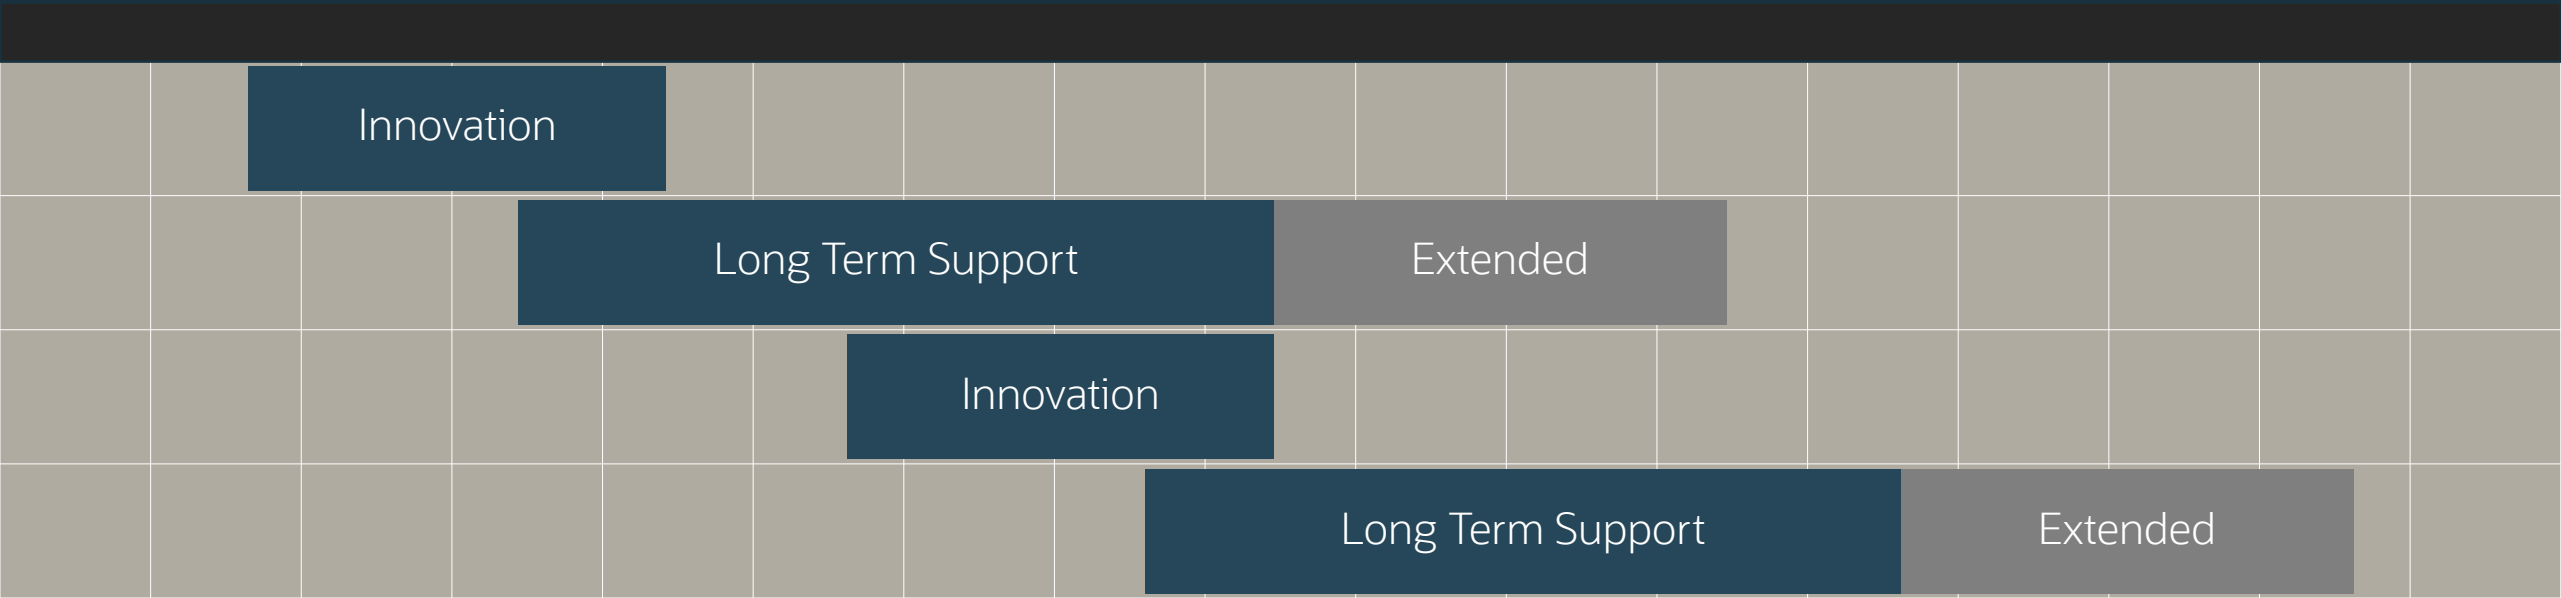 Innovation
Long Term Support
Extended
Innovation
Long Term Support
Extended